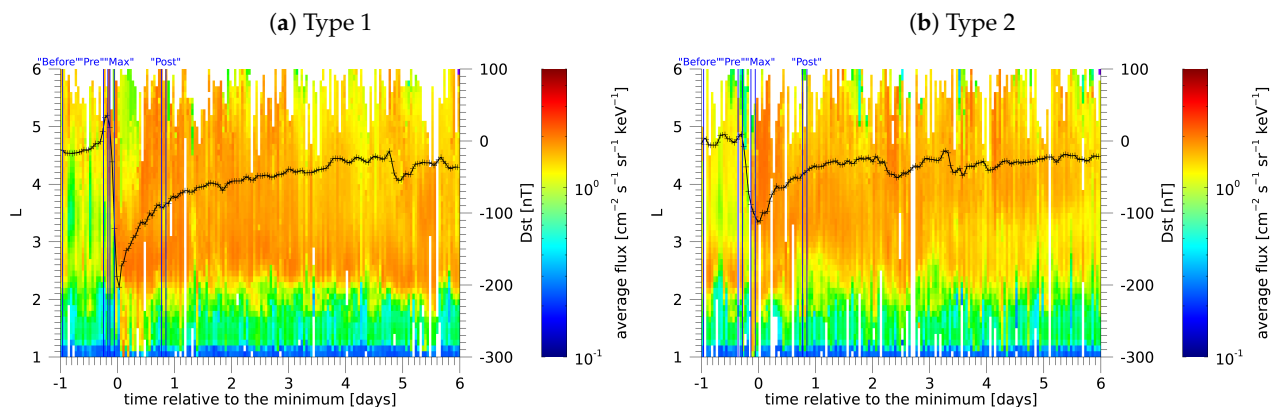 (a) Type 1
"Before" "Pre" "Max" "Post"
6
5
4
3
2
1
L
-1 0 1 2 3 4 5 6
time relative to the minimum [days]
100
0
-100
-200
-300
Dst [nT]
10⁰
10⁻¹
average flux [cm⁻² s⁻¹ sr⁻¹ keV⁻¹]
(b) Type 2
"Before" "Pre" "Max" "Post"
6
5
4
3
2
1
L
-1 0 1 2 3 4 5 6
time relative to the minimum [days]
100
0
-100
-200
-300
Dst [nT]
10⁰
10⁻¹
average flux [cm⁻² s⁻¹ sr⁻¹ keV⁻¹]